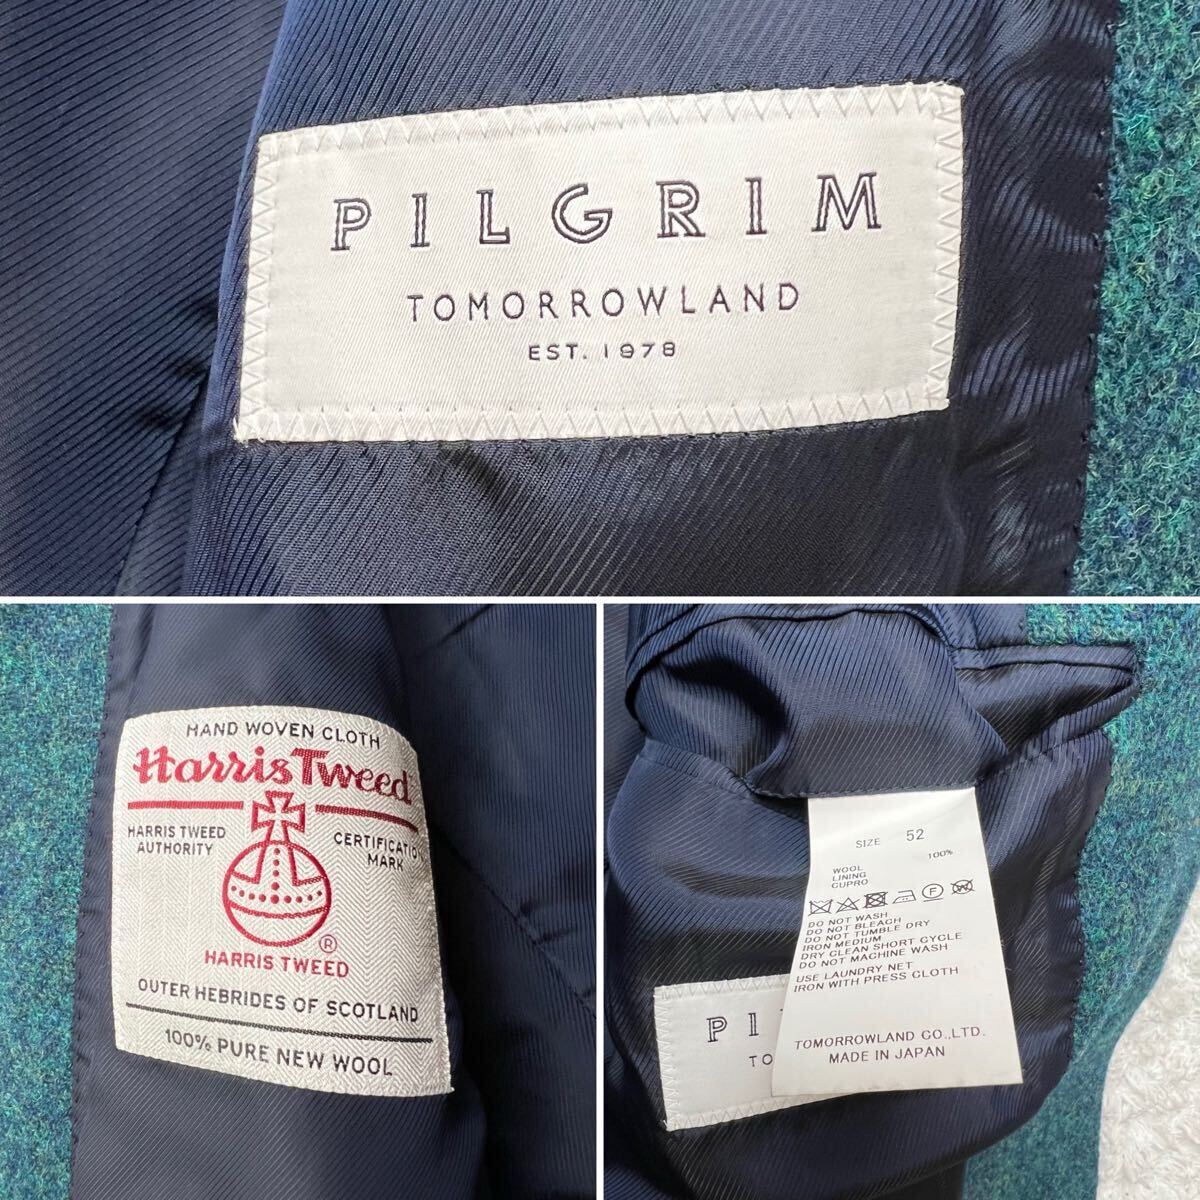 PILGRIM
TOMORROWLAND
EST. 1978
HAND WOVEN CLOTH
Harris Tweed
HARRIS TWEED
AUTHORITY
CERTIFICATIO
MARK
®
HARRIS TWEED
OUTER HEBRIDES OF SCOTLAND
100% PURE NEW WOOL
SIZE 52
WOOL 100%
LINING
CUPRO
DO NOT WASH
DO NOT BLEACH
DO NOT TUMBLE DRY
IRON MEDIUM
DRY CLEAN SHORT CYCLE
DO NOT MACHINE WASH
USE LAUNDRY NET
IRON WITH PRESS CLOTH
TOMORROWLAND CO.,LTD.
MADE IN JAPAN
PI
TO